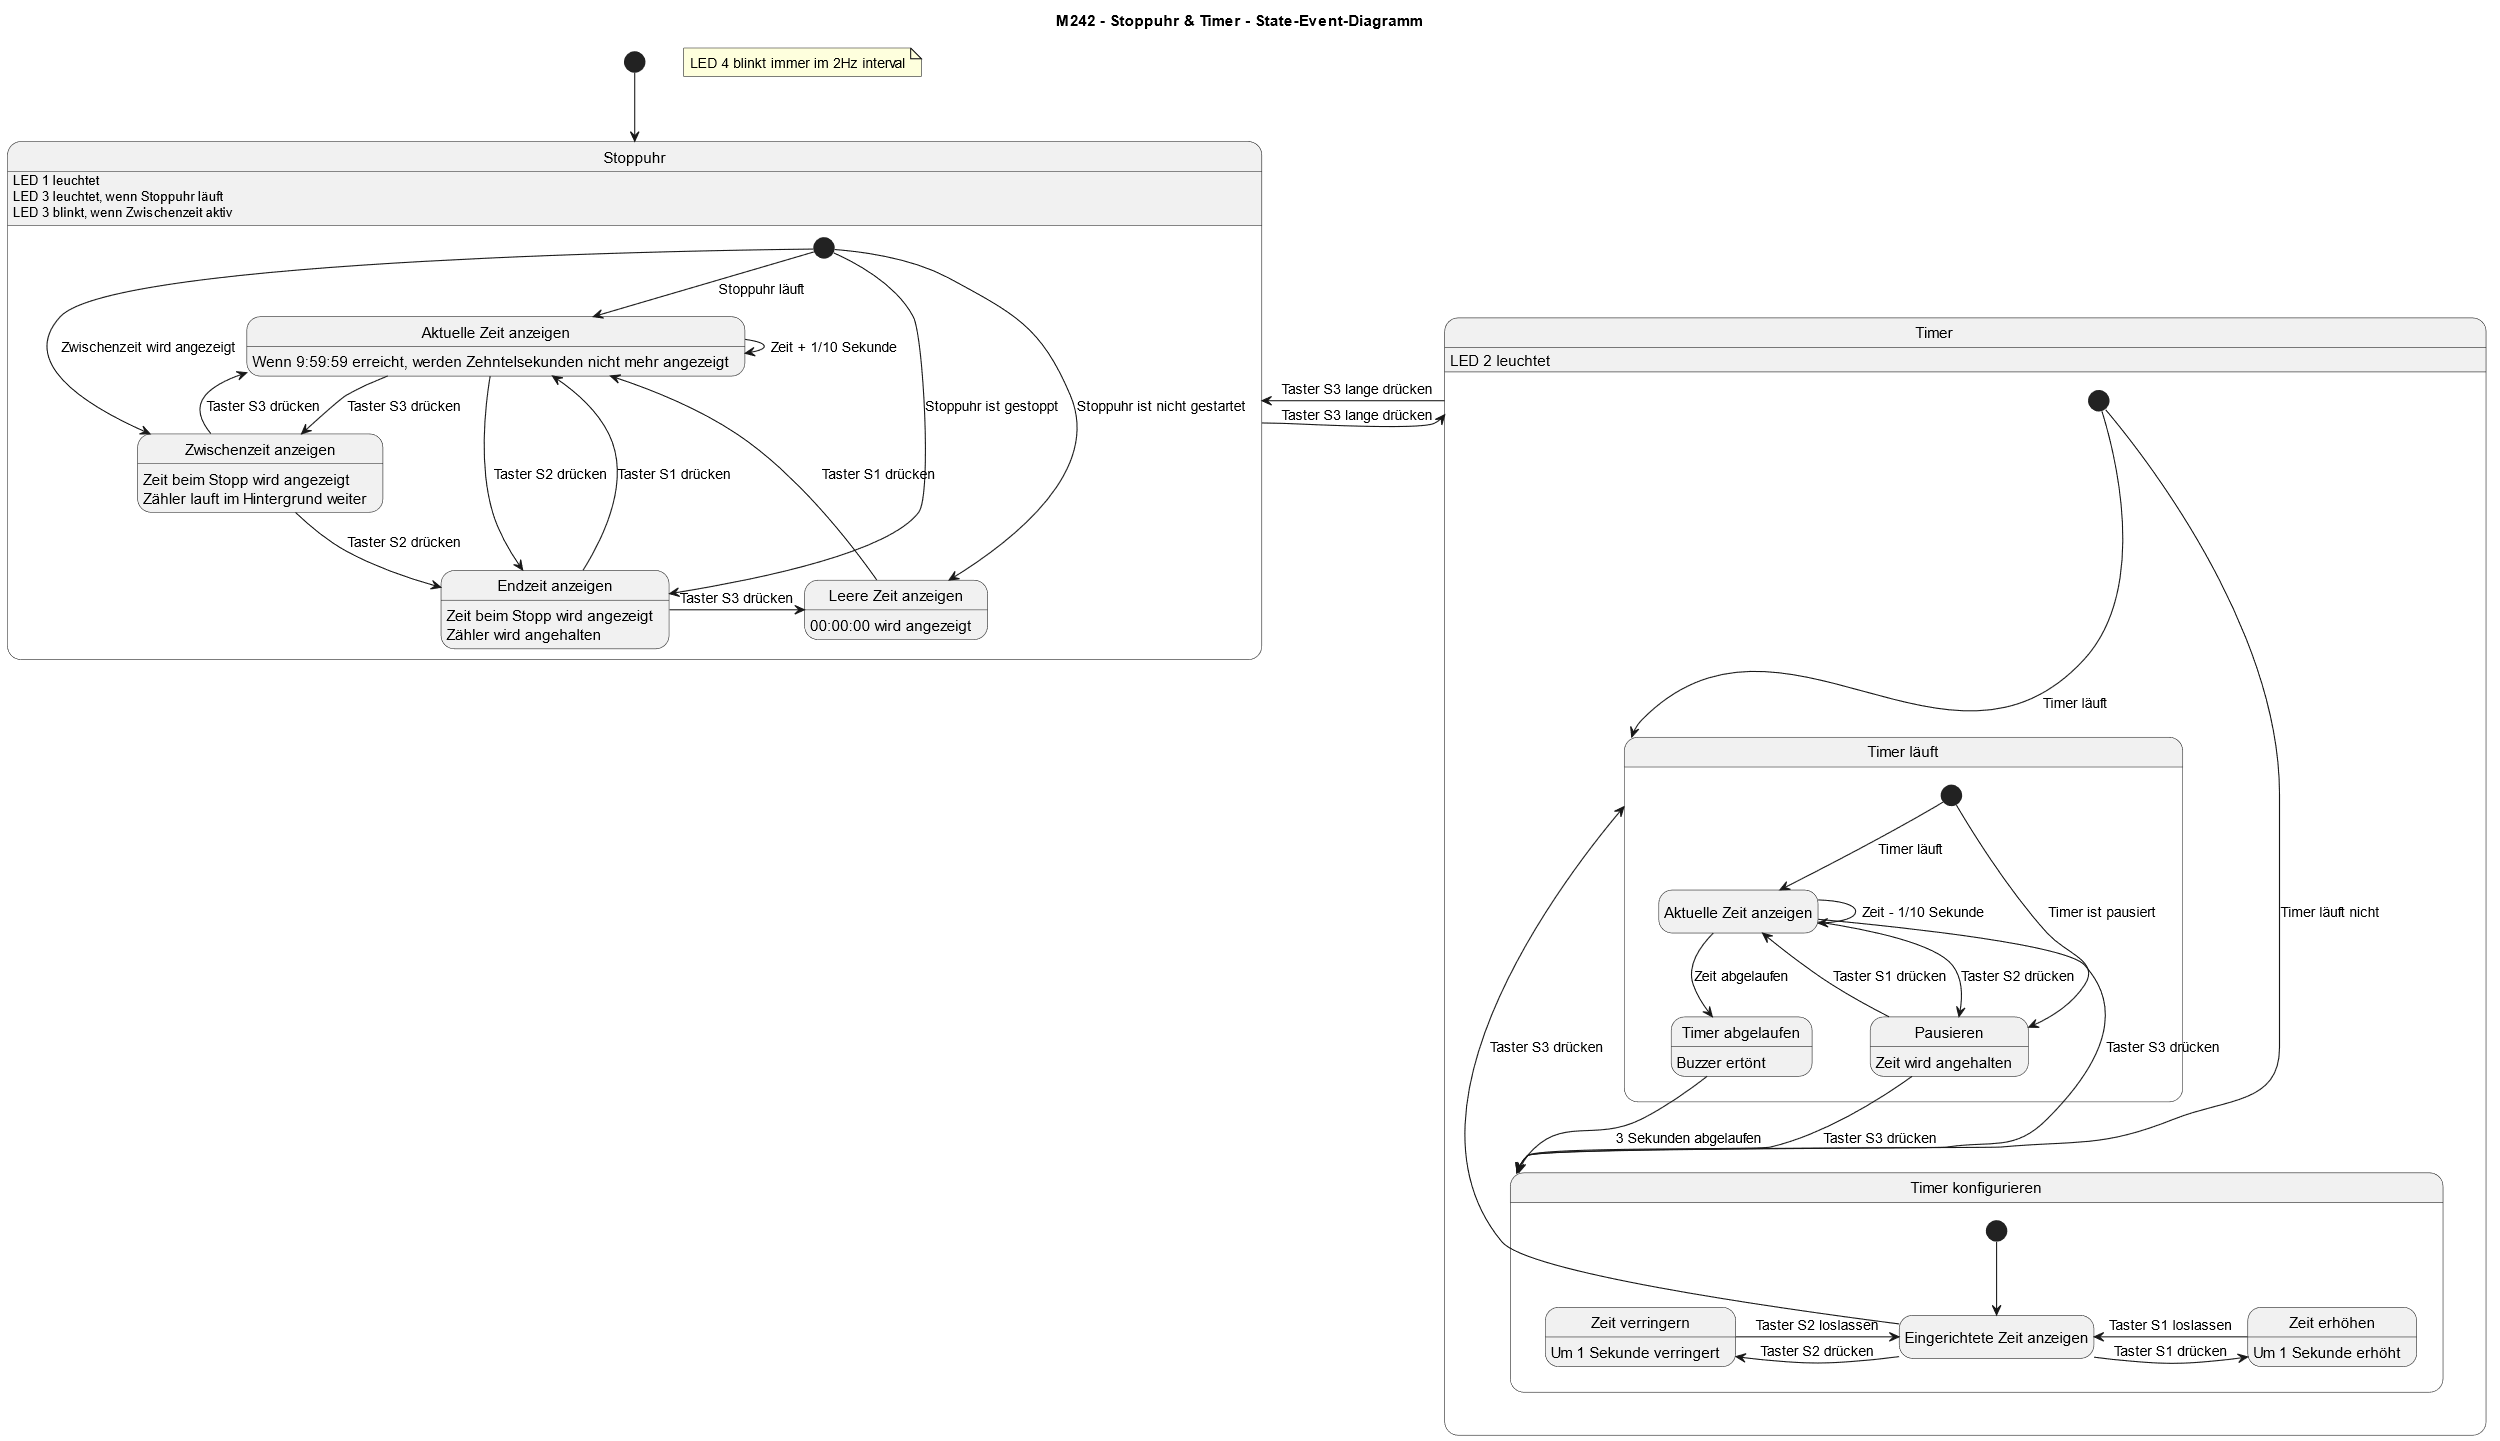 M242 - Stoppuhr & Timer - State-Event-Diagramm
LED 4 blinkt immer im 2Hz interval
Stoppuhr
LED 1 leuchtet
LED 3 leuchtet, wenn Stoppuhr läuft
LED 3 blinkt, wenn Zwischenzeit aktiv
Stoppuhr läuft
Aktuelle Zeit anzeigen
Wenn 9:59:59 erreicht, werden Zehntelsekunden nicht mehr angezeigt
Zwischenzeit wird angezeigt
Zeit + 1/10 Sekunde
Taster S3 drücken
Taster S3 drücken
Stoppuhr ist gestoppt
Stoppuhr ist nicht gestartet
Zwischenzeit anzeigen
Zeit beim Stopp wird angezeigt
Zähler lauft im Hintergrund weiter
Taster S2 drücken
Taster S1 drücken
Taster S1 drücken
Taster S2 drücken
Endzeit anzeigen
Zeit beim Stopp wird angezeigt
Zähler wird angehalten
Taster S3 drücken
Leere Zeit anzeigen
00:00:00 wird angezeigt
Taster S3 lange drücken
Taster S3 lange drücken
Timer
LED 2 leuchtet
Timer läuft
Timer läuft
Timer läuft
Aktuelle Zeit anzeigen
Zeit - 1/10 Sekunde
Timer ist pausiert
Timer läuft nicht
Zeit abgelaufen
Taster S1 drücken
Taster S2 drücken
Timer abgelaufen
Buzzer ertönt
Pausieren
Zeit wird angehalten
Taster S3 drücken
Taster S3 drücken
3 Sekunden abgelaufen
Taster S3 drücken
Timer konfigurieren
Zeit verringern
Um 1 Sekunde verringert
Taster S2 loslassen
Taster S2 drücken
Eingerichtete Zeit anzeigen
Taster S1 loslassen
Taster S1 drücken
Zeit erhöhen
Um 1 Sekunde erhöht